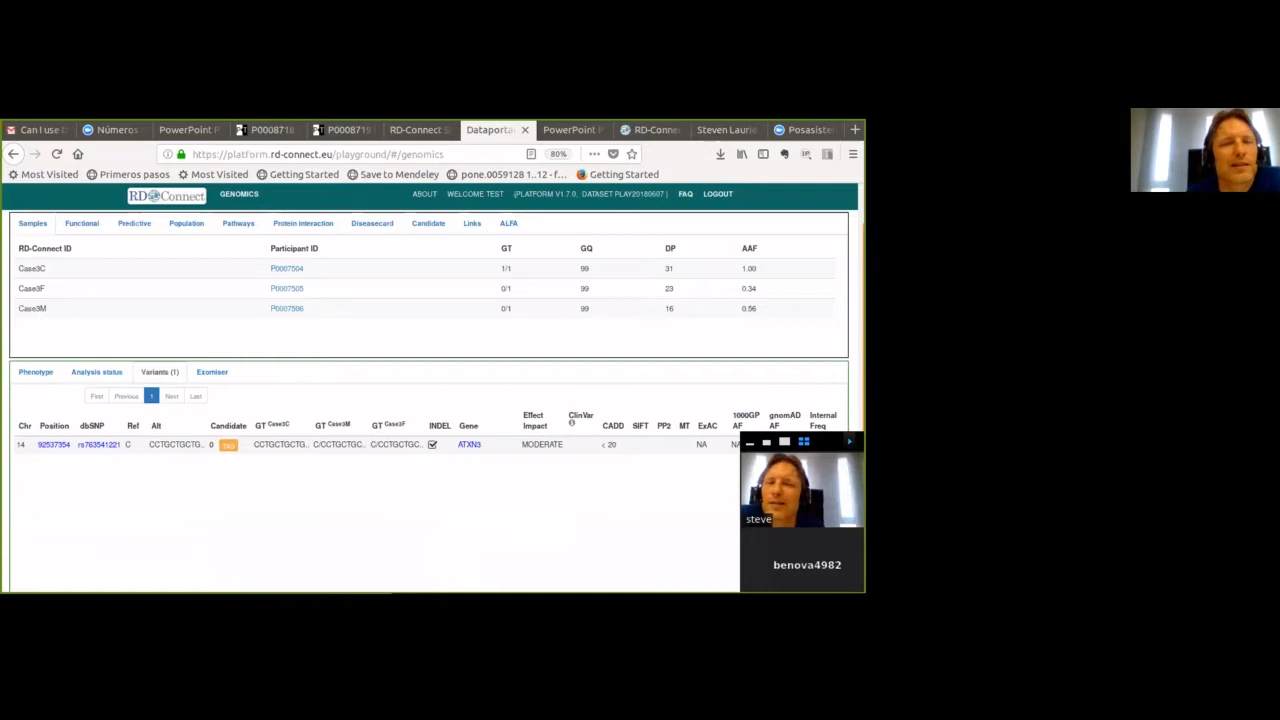 Can I use
Números
PowerPoint P
P0008718
P0008719
RD-Connect S
Dataporta
PowerPoint P
RD-Conne
Steven Laurie
Posasiste
https://platform.rd-connect.eu/playground/#/genomics
80%
Most Visited
Primeros pasos
Most Visited
Getting Started
Save to Mendeley
pone.0059128 1..12 - f...
Getting Started
RD Connect
GENOMICS
ABOUT
WELCOME TEST
(PLATFORM V1.7.0, DATASET PLAY20180607 )
FAQ
LOGOUT
Samples
Functional
Predictive
Population
Pathways
Protein interaction
Diseasecard
Candidate
Links
ALFA
RD-Connect ID Participant ID GT GQ DP AAF
Case3C P0007504 1/1 99 31 1.00
Case3F P0007505 0/1 99 23 0.34
Case3M P0007506 0/1 99 16 0.56
Phenotype
Analysis status
Variants (1)
Exomiser
First
Previous
1
Next
Last
Chr Position dbSNP Ref Alt Candidate GT Case3C GT Case3M GT Case3F INDEL Gene Effect Impact ClinVar CADD SIFT PP2 MT ExAC 1000GP AF gnomAD AF Internal Freq
14 92537354 rs763541221 C CCTGCTGCTG.. 0 TAG CCTGCTGCTG.. C/CCTGCTGC.. C/CCTGCTGC.. ATXN3 MODERATE < 20 NA
steve
benova4982